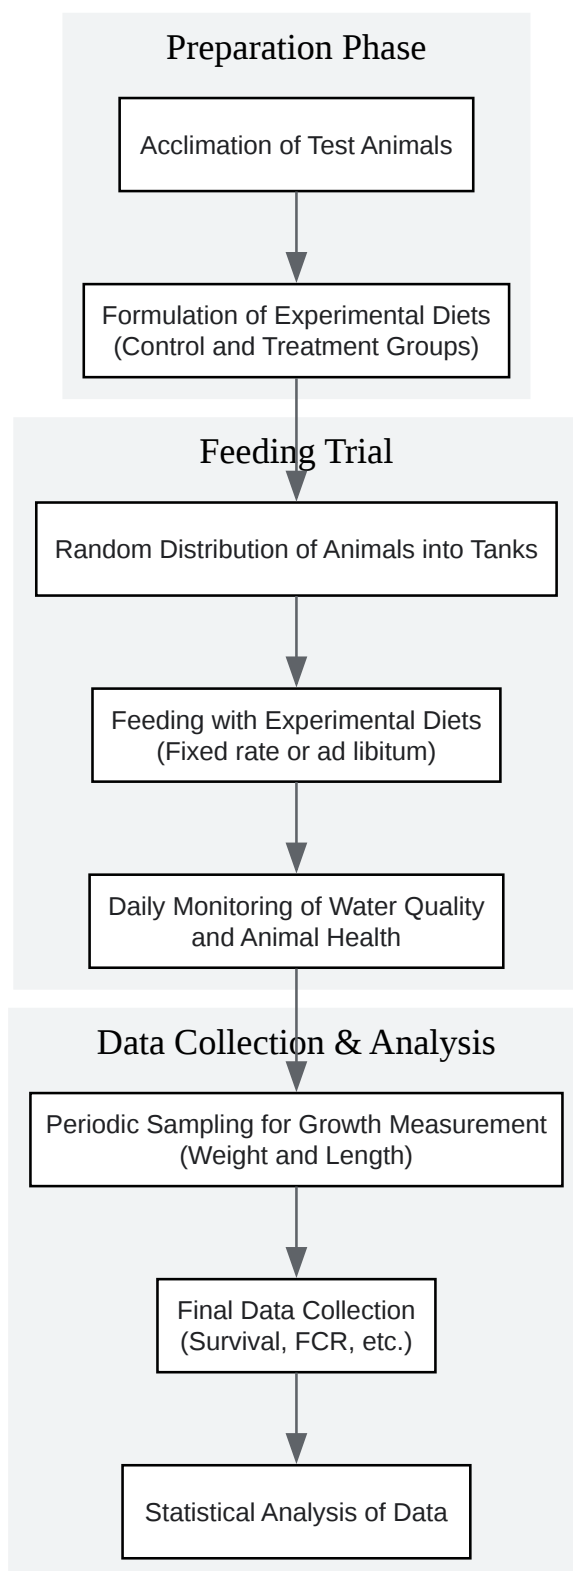 Preparation Phase
Acclimation of Test Animals
Formulation of Experimental Diets
(Control and Treatment Groups)
Feeding Trial
Random Distribution of Animals into Tanks
Feeding with Experimental Diets
(Fixed rate or ad libitum)
Daily Monitoring of Water Quality
and Animal Health
Data Collection & Analysis
Periodic Sampling for Growth Measurement
(Weight and Length)
Final Data Collection
(Survival, FCR, etc.)
Statistical Analysis of Data